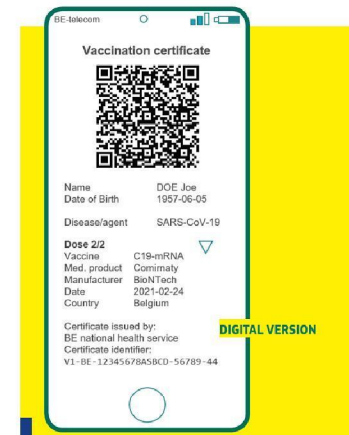 BE-telecom
Vaccination certificate
Name DOE Joe
Date of Birth 1957-06-05
Disease/agent SARS-CoV-19
Dose 2/2
Vaccine C19-mRNA
Med. product Comirnaty
Manufacturer BioNTech
Date 2021-02-24
Country Belgium
Certificate issued by:
BE national health service
Certificate identifier:
V1-BE-12345678ASBCD-56789-44
DIGITAL VERSION